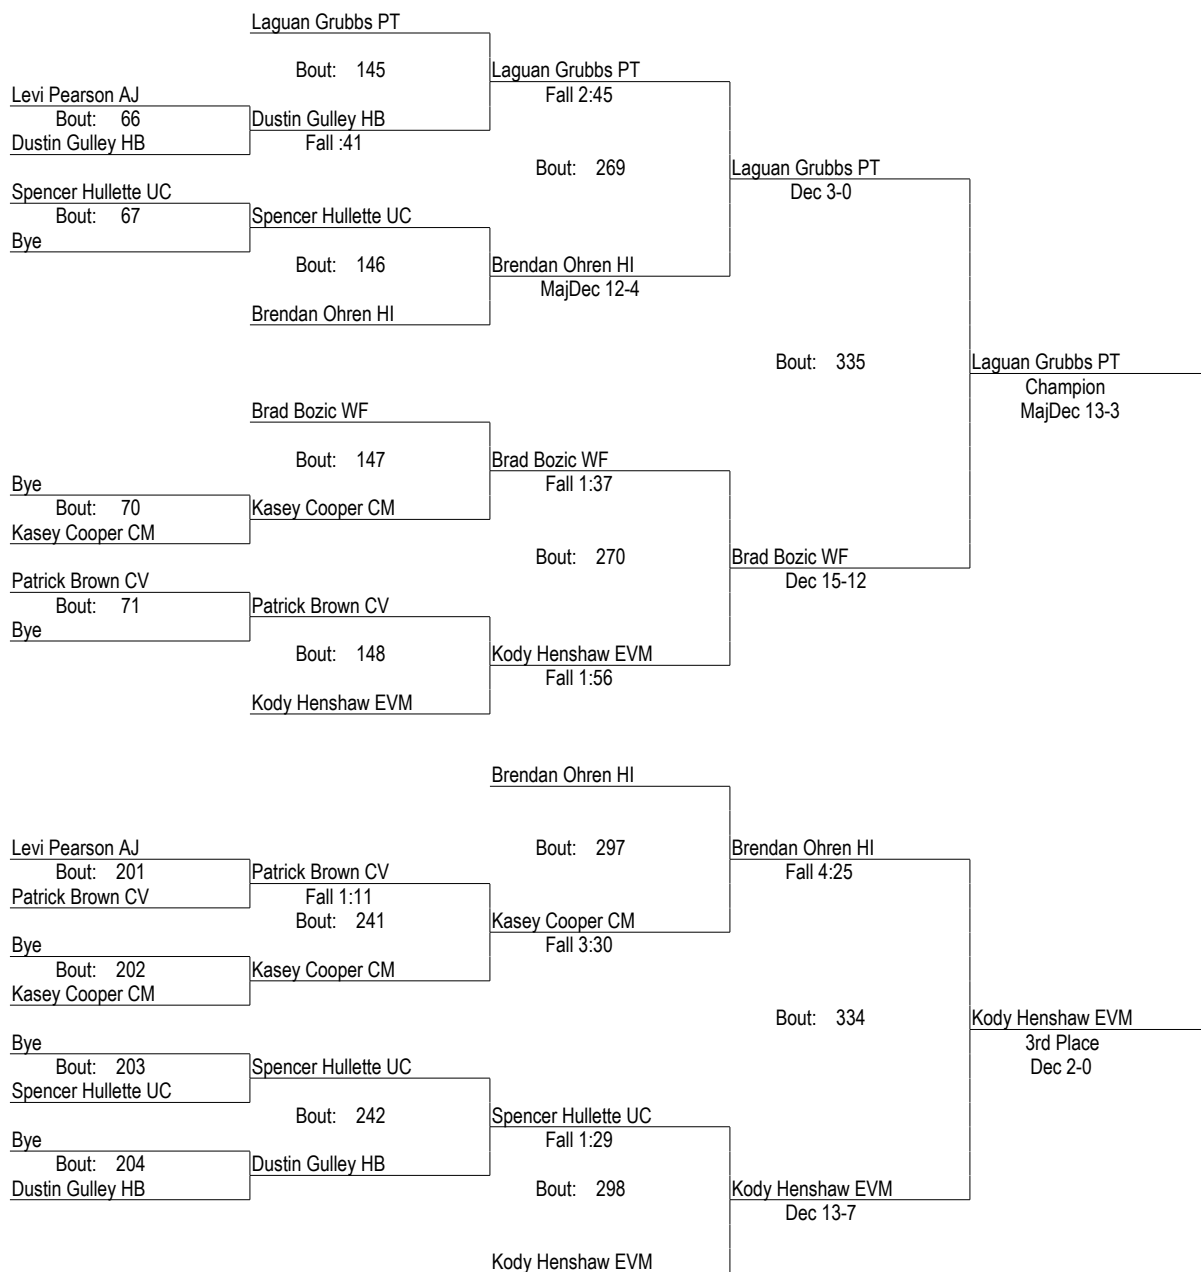 Laguan Grubbs PT
Bout: 145
Laguan Grubbs PT
Levi Pearson AJ
Fall 2:45
Bout: 66
Dustin Gulley HB
Dustin Gulley HB
Fall :41
Bout: 269
Laguan Grubbs PT
Spencer Hullette UC
Dec 3-0
Bout: 67
Spencer Hullette UC
Bye
Bout: 146
Brendan Ohren HI
MajDec 12-4
Brendan Ohren HI
Bout: 335
Laguan Grubbs PT
Champion
Brad Bozic WF
MajDec 13-3
Bout: 147
Brad Bozic WF
Bye
Fall 1:37
Bout: 70
Kasey Cooper CM
Kasey Cooper CM
Bout: 270
Brad Bozic WF
Patrick Brown CV
Dec 15-12
Bout: 71
Patrick Brown CV
Bye
Bout: 148
Kody Henshaw EVM
Fall 1:56
Kody Henshaw EVM
Brendan Ohren HI
Levi Pearson AJ
Bout: 297
Brendan Ohren HI
Bout: 201
Patrick Brown CV
Fall 4:25
Patrick Brown CV
Fall 1:11
Bout: 241
Kasey Cooper CM
Bye
Fall 3:30
Bout: 202
Kasey Cooper CM
Kasey Cooper CM
Bout: 334
Kody Henshaw EVM
Bye
3rd Place
Bout: 203
Spencer Hullette UC
Dec 2-0
Spencer Hullette UC
Bout: 242
Spencer Hullette UC
Bye
Fall 1:29
Bout: 204
Dustin Gulley HB
Dustin Gulley HB
Bout: 298
Kody Henshaw EVM
Dec 13-7
Kody Henshaw EVM